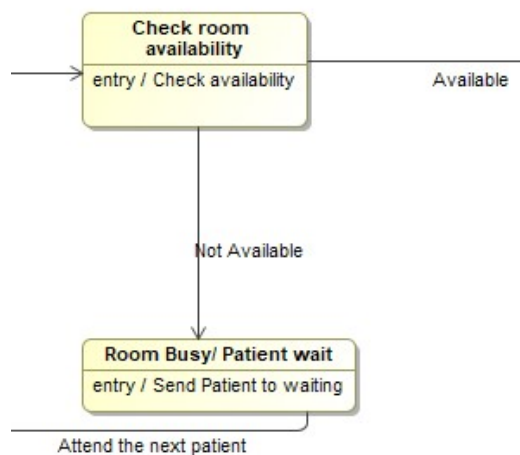 Check room
availability
entry / Check availability
Available
Not Available
Room Busy/ Patient wait
entry / Send Patient to waiting
Attend the next patient